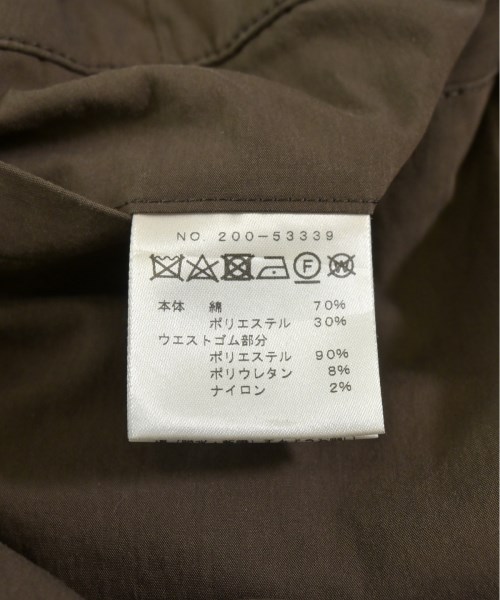 NO. 200-53339
F W
本体 綿 70%
ポリエステル 30%
ウエストゴム部分
ポリエステル 90%
ポリウレタン 8%
ナイロン 2%